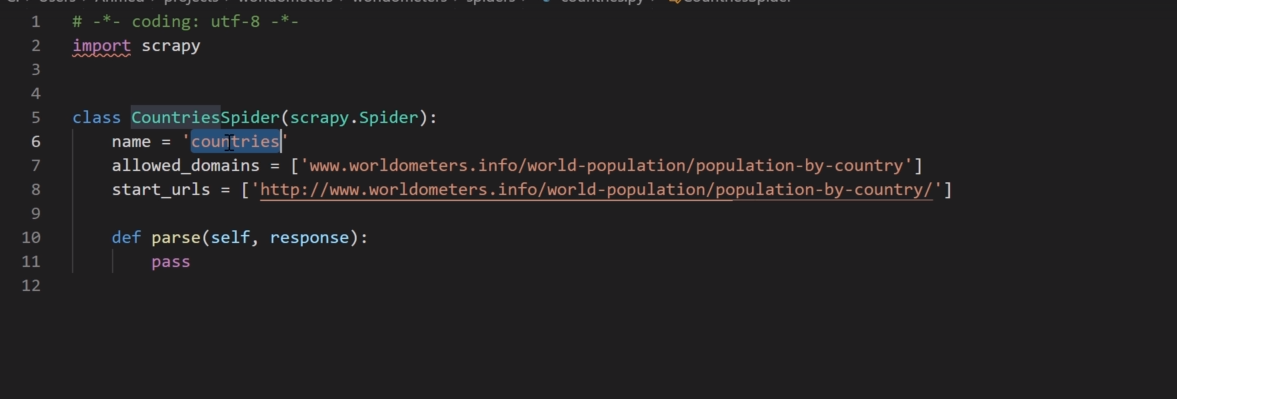 1 # -*- coding: utf-8 -*-
2 import scrapy
3
4
5 class CountriesSpider(scrapy.Spider):
6 name = 'countries'
7 allowed_domains = ['www.worldometers.info/world-population/population-by-country']
8 start_urls = ['http://www.worldometers.info/world-population/population-by-country/']
9
10 def parse(self, response):
11 pass
12